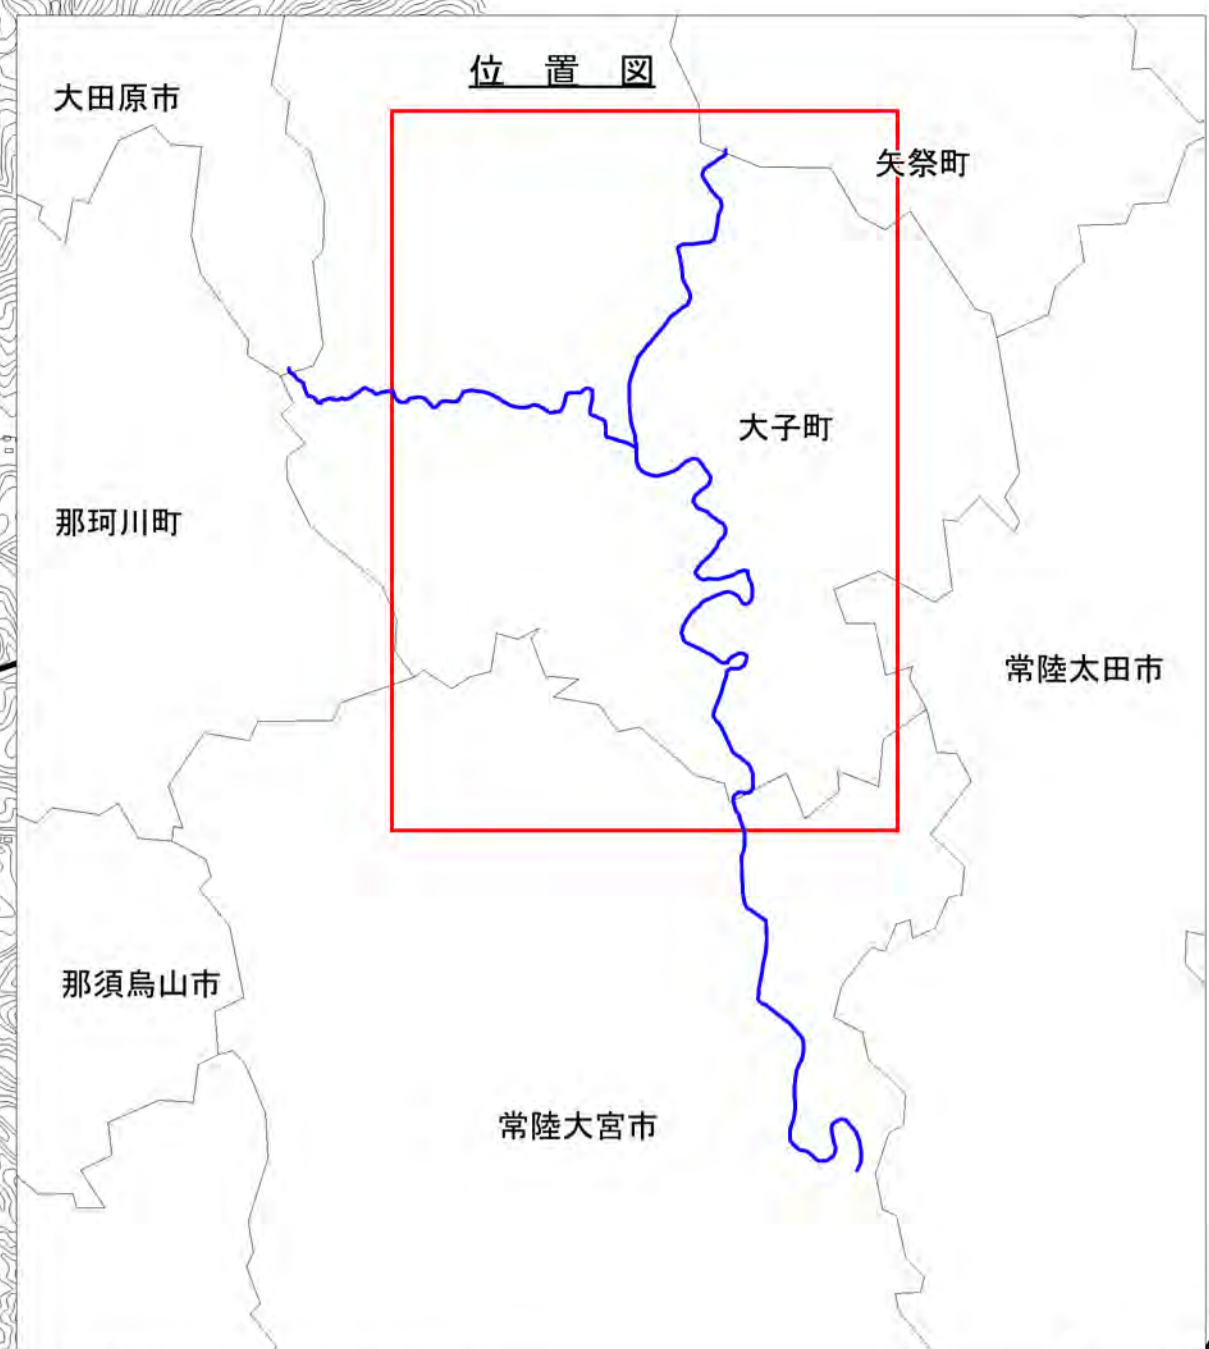 位 置 図
大田原市
矢祭町
大子町
那珂川町
常陸太田市
那須烏山市
常陸大宮市